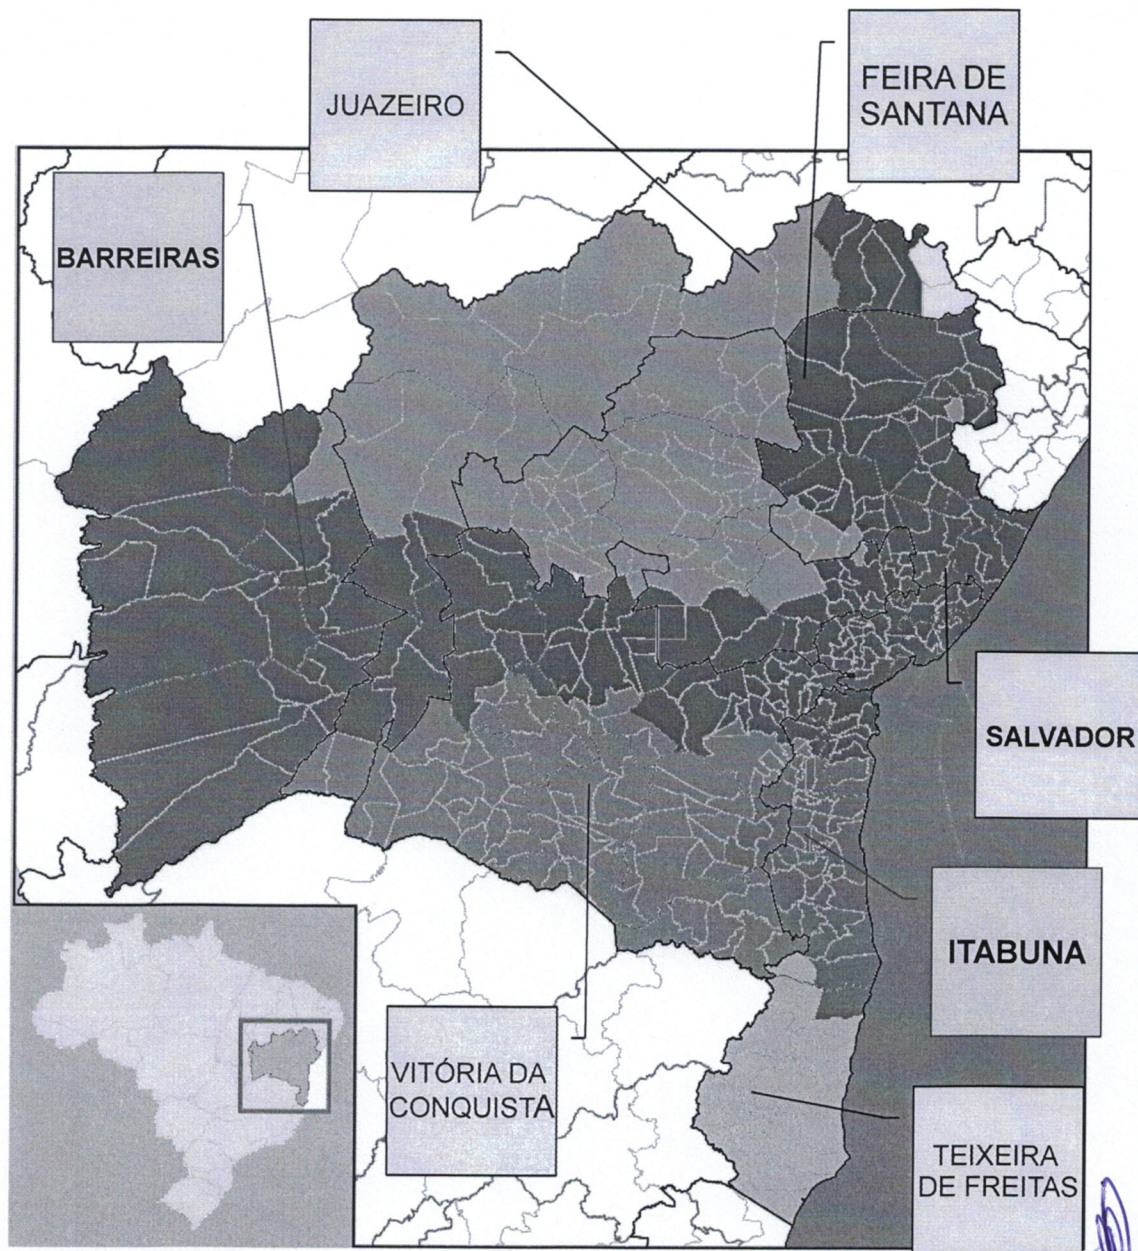 JUAZEIRO
FEIRA DE
SANTANA
BARREIRAS
SALVADOR
ITABUNA
VITÓRIA DA
CONQUISTA
TEIXEIRA
DE FREITAS